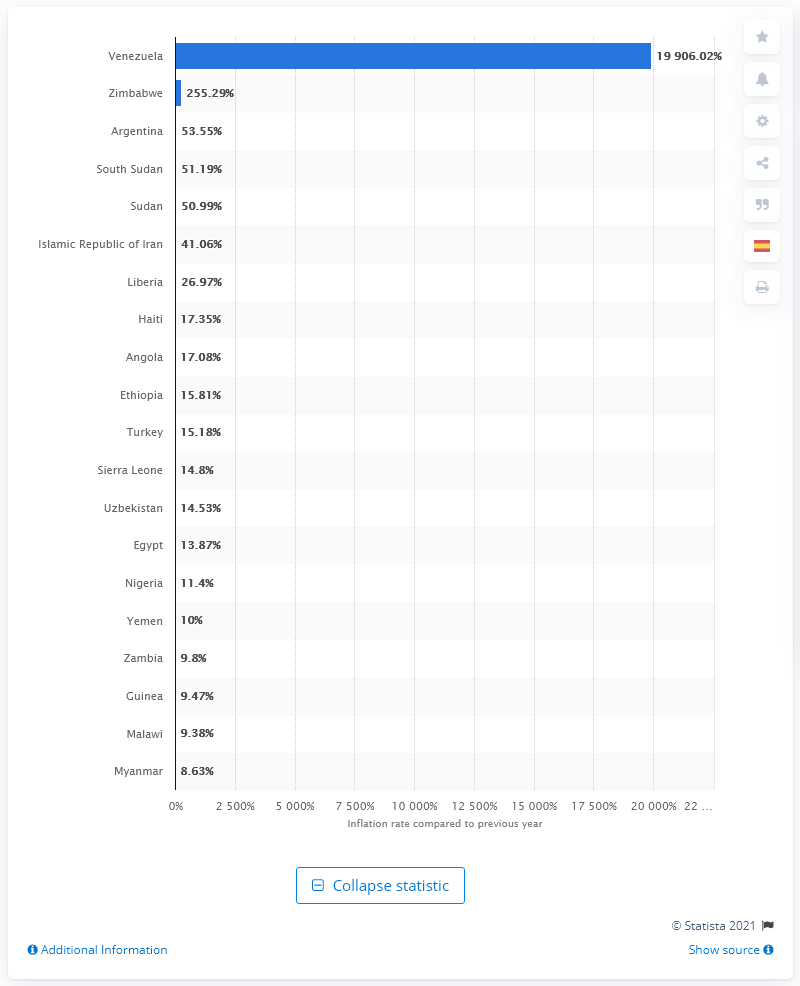 Venezuela 19 906.02%
Zimbabwe 255.29%
Argentina 53.55%
South Sudan 51.19%
Sudan 50.99%
Islamic Republic of Iran 41.06%
Liberia 26.97%
Haiti 17.35%
Angola 17.08%
Ethiopia 15.81%
Turkey 15.18%
Sierra Leone 14.8%
Uzbekistan 14.53%
Egypt 13.87%
Nigeria 11.4%
Yemen 10%
Zambia 9.8%
Guinea 9.47%
Malawi 9.38%
Myanmar 8.63%
0% 2 500% 5 000% 7 500% 10 000% 12 500% 15 000% 17 500% 20 000% 22 ...
Inflation rate compared to previous year
Collapse statistic
© Statista 2021
Additional Information Show source